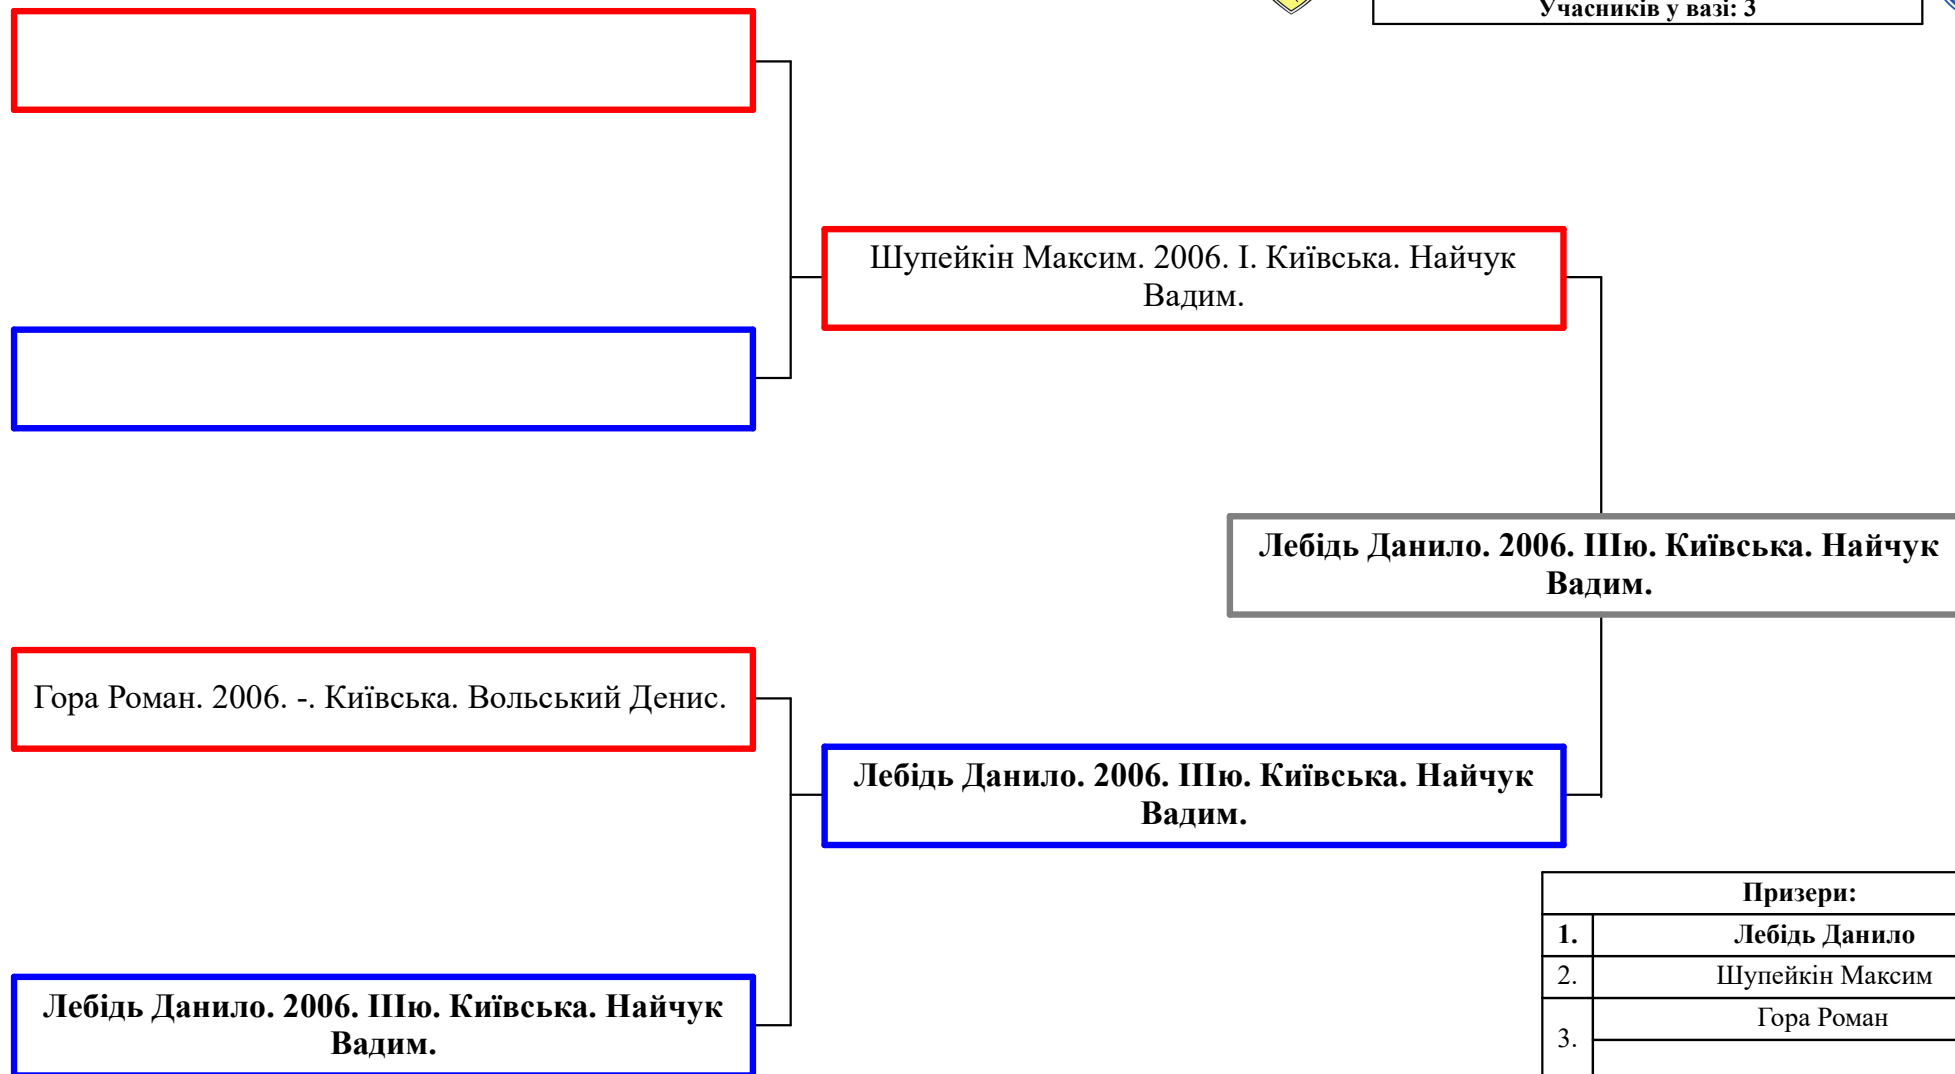 Учасників у вазі: 3
Шупейкін Максим. 2006. І. Київська. Найчук
Вадим.
Лебідь Данило. 2006. ІІІю. Київська. Найчук
Вадим.
Гора Роман. 2006. -. Київська. Вольський Денис.
Лебідь Данило. 2006. ІІІю. Київська. Найчук
Вадим.
Лебідь Данило. 2006. ІІІю. Київська. Найчук
Вадим.
Призери:
1. Лебідь Данило
2. Шупейкін Максим
3. Гора Роман